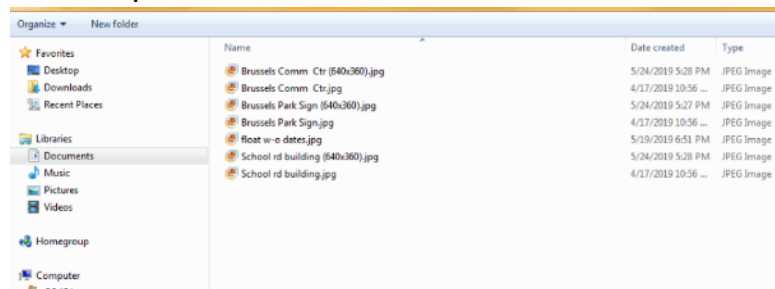 Organize New folder
Name Date created Type
Favorites
Desktop
Downloads
Recent Places
Libraries
Documents
Music
Pictures
Videos
Homegroup
Computer
Brussels Comm Ctr (640x360).jpg 5/24/2019 5:28 PM JPEG Image
Brussels Comm Ctr.jpg 4/17/2019 10:56 ... JPEG Image
Brussels Park Sign (640x360).jpg 5/24/2019 5:27 PM JPEG Image
Brussels Park Sign.jpg 4/17/2019 10:56 ... JPEG Image
float w-o dates.jpg 5/19/2019 6:51 PM JPEG Image
School rd building (640x360).jpg 5/24/2019 5:28 PM JPEG Image
School rd building.jpg 4/17/2019 10:56 ... JPEG Image